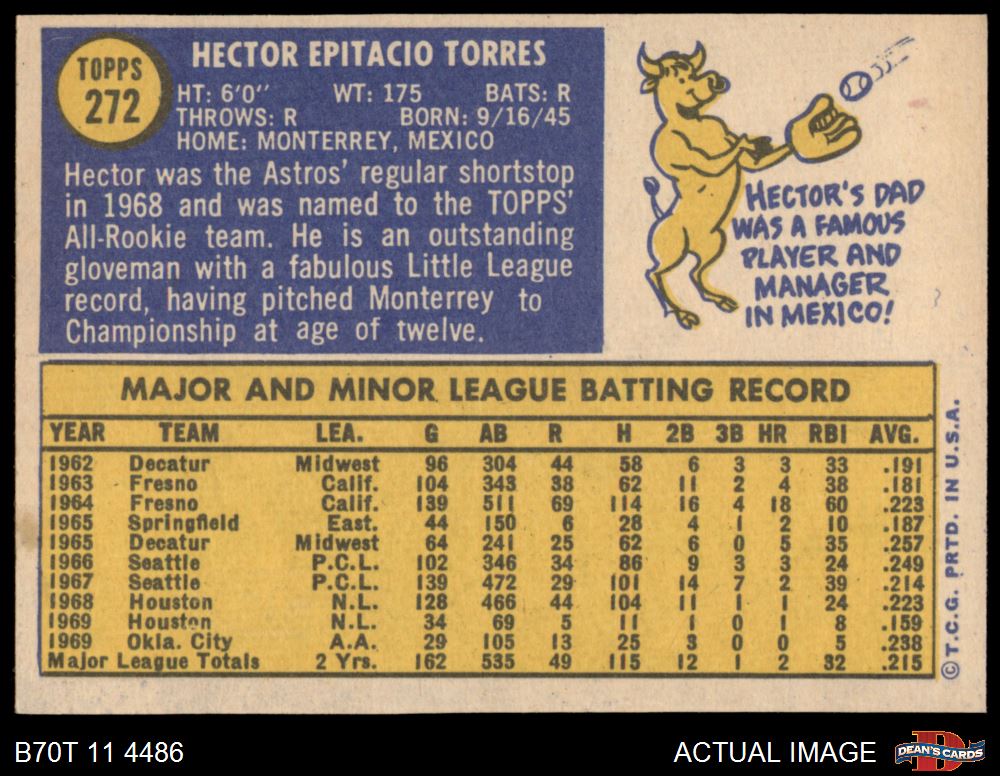 TOPPS
272
HECTOR EPITACIO TORRES
HT: 6'0" WT: 175 BATS: R
THROWS: R BORN: 9/16/45
HOME: MONTERREY, MEXICO
Hector was the Astros' regular shortstop
in 1968 and was named to the TOPPS'
All-Rookie team. He is an outstanding
gloveman with a fabulous Little League
record, having pitched Monterrey to
Championship at age of twelve.
HECTOR'S DAD
WAS A FAMOUS
PLAYER AND
MANAGER
IN MEXICO!
MAJOR AND MINOR LEAGUE BATTING RECORD
YEAR TEAM LEA. G AB R H 2B 3B HR RBI AVG.
1962 Decatur Midwest 96 304 44 58 6 3 3 33 .191
1963 Fresno Calif. 104 343 38 62 11 2 4 38 .181
1964 Fresno Calif. 139 511 69 114 16 4 18 60 .223
1965 Springfield East. 44 150 6 28 4 1 2 10 .187
1965 Decatur Midwest 64 241 25 62 6 0 5 35 .257
1966 Seattle P.C.L. 102 346 34 86 9 3 3 24 .249
1967 Seattle P.C.L. 139 472 29 101 14 7 2 39 .214
1968 Houston N.L. 128 466 44 104 11 1 1 24 .223
1969 Houston N.L. 34 69 5 11 1 0 1 8 .159
1969 Okla. City A.A. 29 105 13 25 3 0 0 5 .238
Major League Totals 2 Yrs. 162 535 49 115 12 1 2 32 .215
©T.C.G. PRTD. IN U.S.A.
B70T 11 4486
ACTUAL IMAGE
DEAN'S CARDS